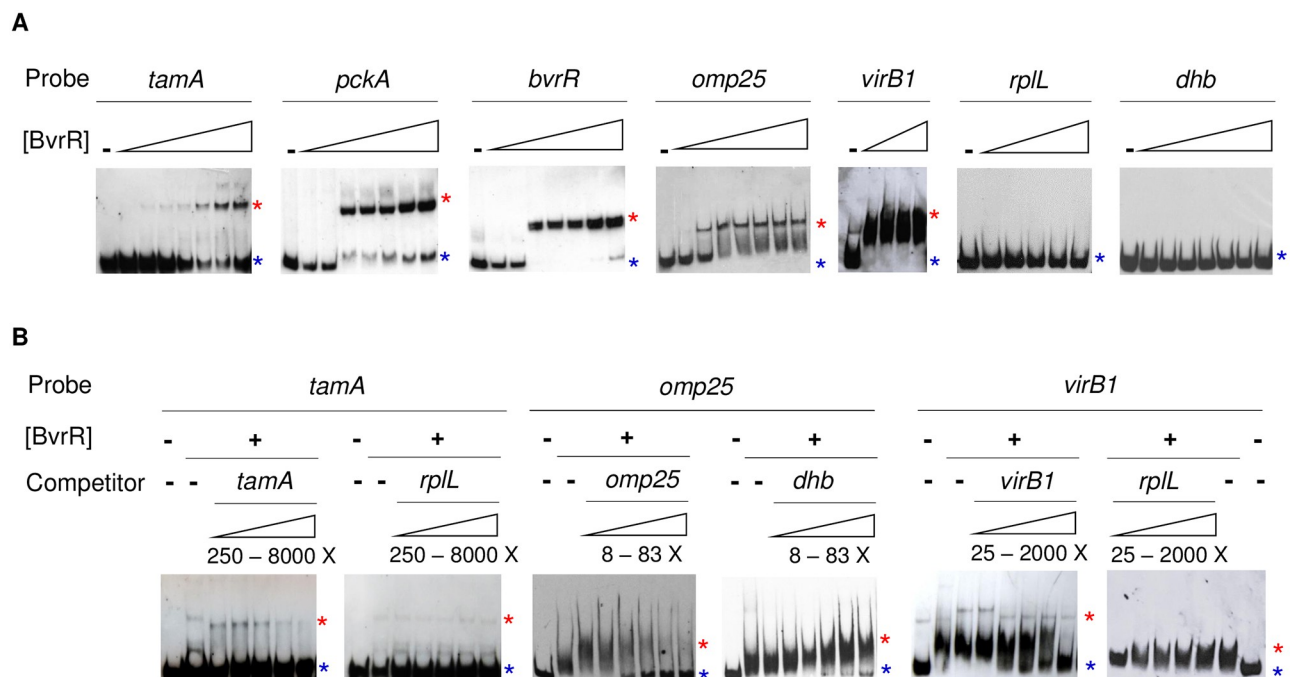 A
Probe tamA pckA bvrR omp25 virB1 rplL dhb
[BvrR] - - - - - - -
* * * * *
* * * * * * *
B
Probe tamA omp25 virB1
[BvrR] - + - + - + - + - + + -
Competitor - - tamA - - rplL - - omp25 - - dhb - - virB1 rplL - -
250 – 8000 X 250 – 8000 X 8 – 83 X 8 – 83 X 25 – 2000 X 25 – 2000 X
* * * * * *
* * * * * *